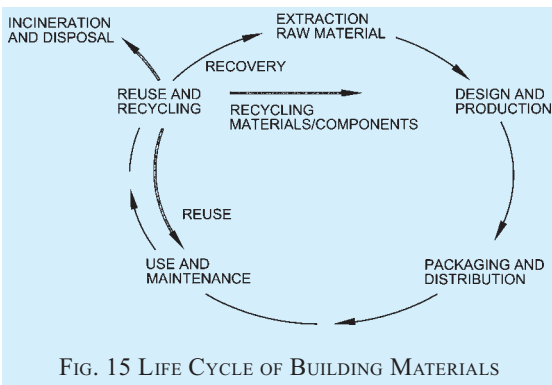 INCINERATION
AND DISPOSAL
EXTRACTION
RAW MATERIAL
RECOVERY
REUSE AND
RECYCLING
RECYCLING
MATERIALS/COMPONENTS
DESIGN AND
PRODUCTION
REUSE
USE AND
MAINTENANCE
PACKAGING AND
DISTRIBUTION
FIG. 15 LIFE CYCLE OF BUILDING MATERIALS